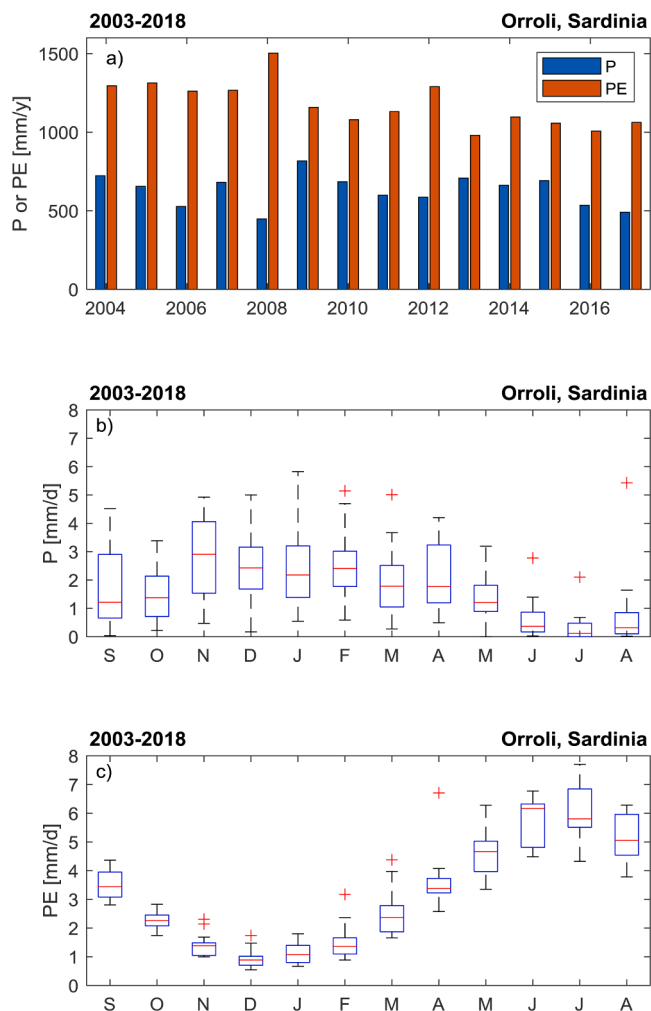 2003-2018 Orroli, Sardinia
a)
P
PE
P or PE [mm/y]
1500
1000
500
0
2004 2006 2008 2010 2012 2014 2016
2003-2018 Orroli, Sardinia
b)
P [mm/d]
8
7
6
5
4
3
2
1
0
S O N D J F M A M J J A
2003-2018 Orroli, Sardinia
c)
PE [mm/d]
8
7
6
5
4
3
2
1
0
S O N D J F M A M J J A